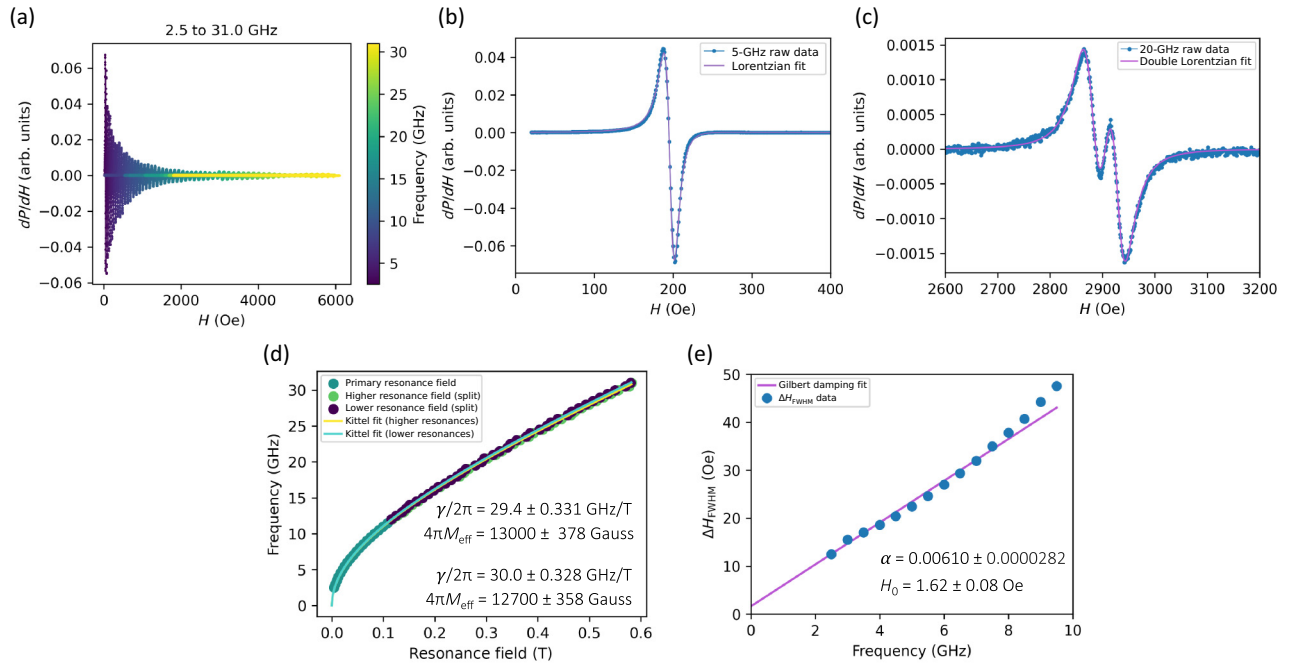 (a)
2.5 to 31.0 GHz
0.06
0.04
0.02
0.00
−0.02
−0.04
−0.06
dP/dH (arb. units)
0
2000
4000
6000
H (Oe)
30
25
20
15
10
5
Frequency (GHz)
(b)
0.04
0.02
0.00
−0.02
−0.04
−0.06
dP/dH (arb. units)
5-GHz raw data
Lorentzian fit
0
100
200
300
400
H (Oe)
(c)
0.0015
0.0010
0.0005
0.0000
−0.0005
−0.0010
−0.0015
dP/dH (arb. units)
20-GHz raw data
Double Lorentzian fit
2600
2700
2800
2900
3000
3100
3200
H (Oe)
(d)
30
25
20
15
10
5
0
Frequency (GHz)
Primary resonance field
Higher resonance field (split)
Lower resonance field (split)
Kittel fit (higher resonances)
Kittel fit (lower resonances)
γ/2π = 29.4 ± 0.331 GHz/T
4πMeff = 13000 ± 378 Gauss
γ/2π = 30.0 ± 0.328 GHz/T
4πMeff = 12700 ± 358 Gauss
0.0
0.1
0.2
0.3
0.4
0.5
0.6
Resonance field (T)
(e)
50
40
30
20
10
0
ΔHFWHM (Oe)
Gilbert damping fit
ΔHFWHM data
α = 0.00610 ± 0.0000282
H0 = 1.62 ± 0.08 Oe
0
2
4
6
8
10
Frequency (GHz)